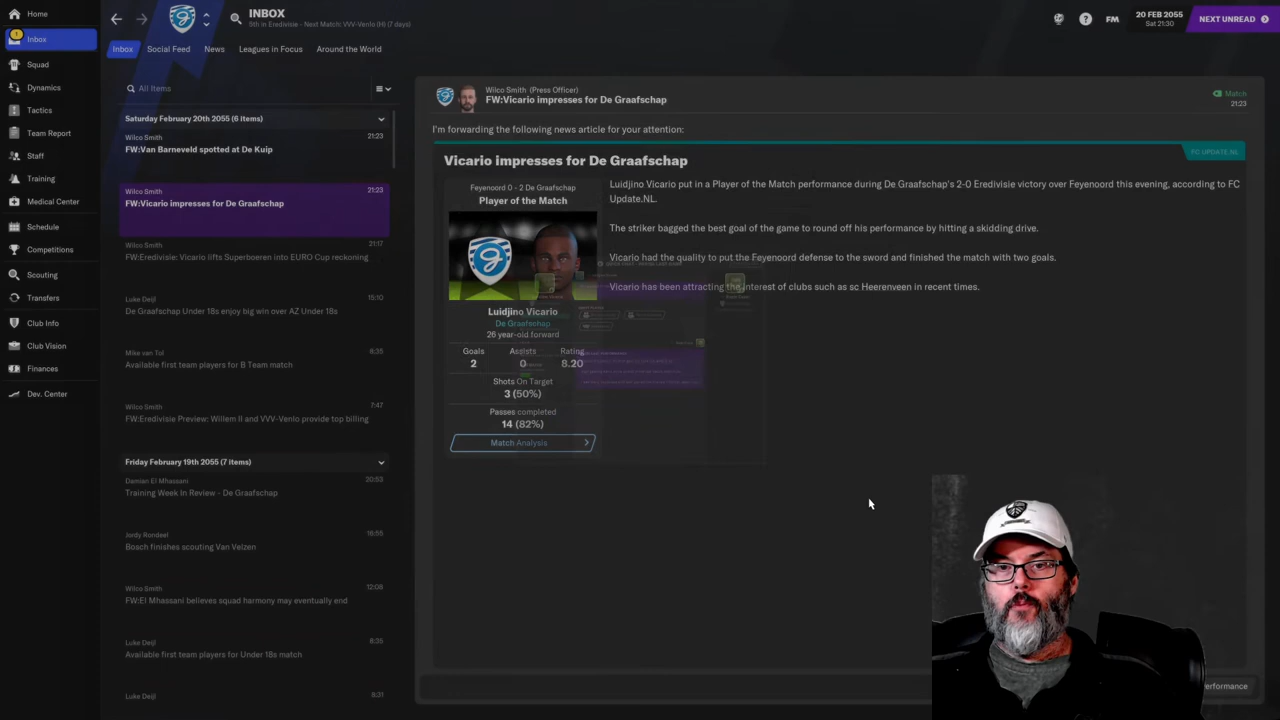 Home
INBOX
5th in Eredivisie - Next Match: VVV-Venlo (H) (7 days)
FM
20 FEB 2055
Sat 21:30
NEXT UNREAD
Inbox
Squad
Dynamics
Tactics
Team Report
Staff
Training
Medical Center
Schedule
Competitions
Scouting
Transfers
Club Info
Club Vision
Finances
Dev. Center
Inbox
Social Feed
News
Leagues in Focus
Around the World
All Items
Saturday February 20th 2055 (6 items)
Wilco Smith
21:23
FW:Van Barneveld spotted at De Kuip
Wilco Smith
21:23
FW:Vicario impresses for De Graafschap
Wilco Smith
21:17
FW:Eredivisie: Vicario lifts Superboeren into EURO Cup reckoning
Luke Deijl
15:10
De Graafschap Under 18s enjoy big win over AZ Under 18s
Mike van Tol
8:35
Available first team players for B Team match
Wilco Smith
7:47
FW:Eredivisie Preview: Willem II and VVV-Venlo provide top billing
Friday February 19th 2055 (7 items)
Damian El Mhassani
20:53
Training Week In Review - De Graafschap
Jordy Rondeel
16:55
Bosch finishes scouting Van Velzen
Wilco Smith
12:08
FW:El Mhassani believes squad harmony may eventually end
Luke Deijl
8:35
Available first team players for Under 18s match
Luke Deijl
8:31
Wilco Smith (Press Officer)
FW:Vicario impresses for De Graafschap
Match
21:23
I'm forwarding the following news article for your attention:
Vicario impresses for De Graafschap
FC-UPDATE.NL
Feyenoord 0 - 2 De Graafschap
Player of the Match
Luidjino Vicario
De Graafschap
26 year-old forward
Goals
2
Assists
0
Rating
8.20
Shots On Target
3 (50%)
Passes completed
14 (82%)
Match Analysis
Luidjino Vicario put in a Player of the Match performance during De Graafschap's 2-0 Eredivisie victory over Feyenoord this evening, according to FC
Update.NL.
The striker bagged the best goal of the game to round off his performance by hitting a skidding drive.
Vicario had the quality to put the Feyenoord defense to the sword and finished the match with two goals.
Vicario has been attracting the interest of clubs such as sc Heerenveen in recent times.
erformance